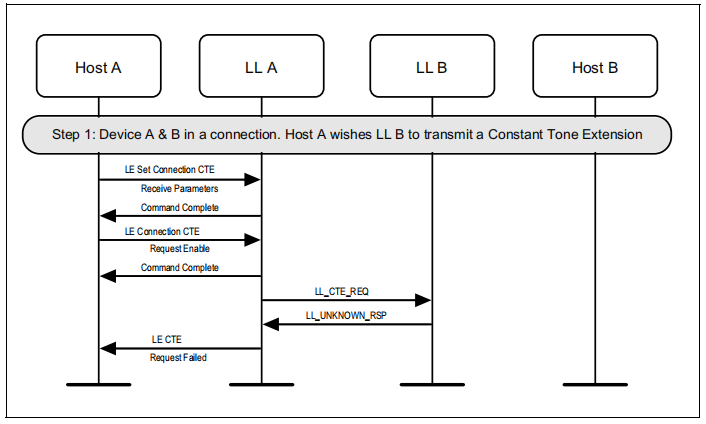 Host A
LL A
LL B
Host B
Step 1: Device A & B in a connection. Host A wishes LL B to transmit a Constant Tone Extension
LE Set Connection CTE
Receive Parameters
Command Complete
LE Connection CTE
Request Enable
Command Complete
LL_CTE_REQ
LL_UNKNOWN_RSP
LE CTE
Request Failed